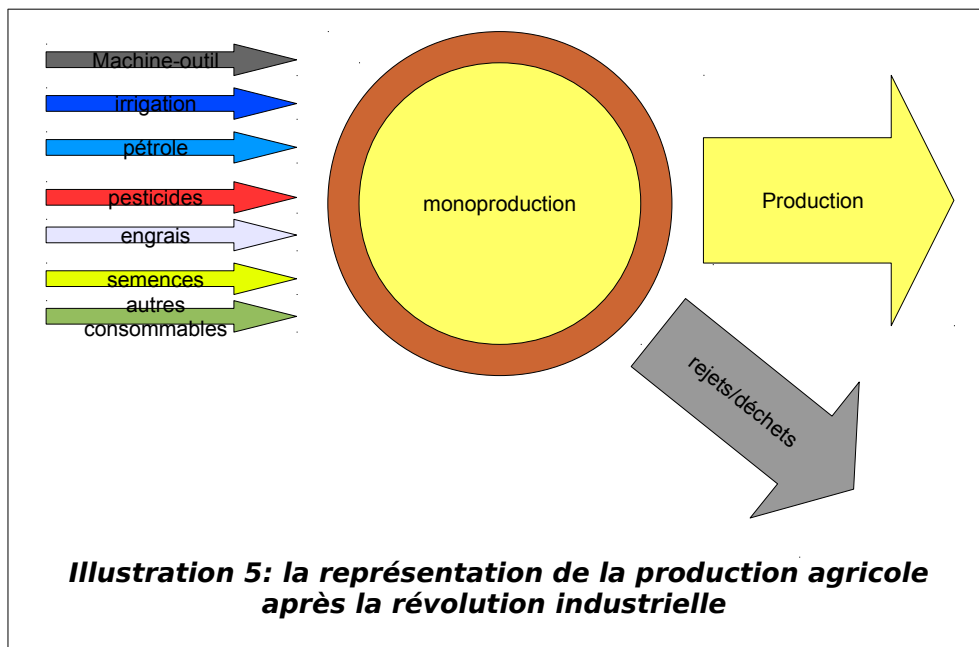 Machine-outil
irrigation
pétrole
pesticides
engrais
semences
autres
consommables
monoproduction
Production
rejets/déchets
Illustration 5: la représentation de la production agricole
après la révolution industrielle